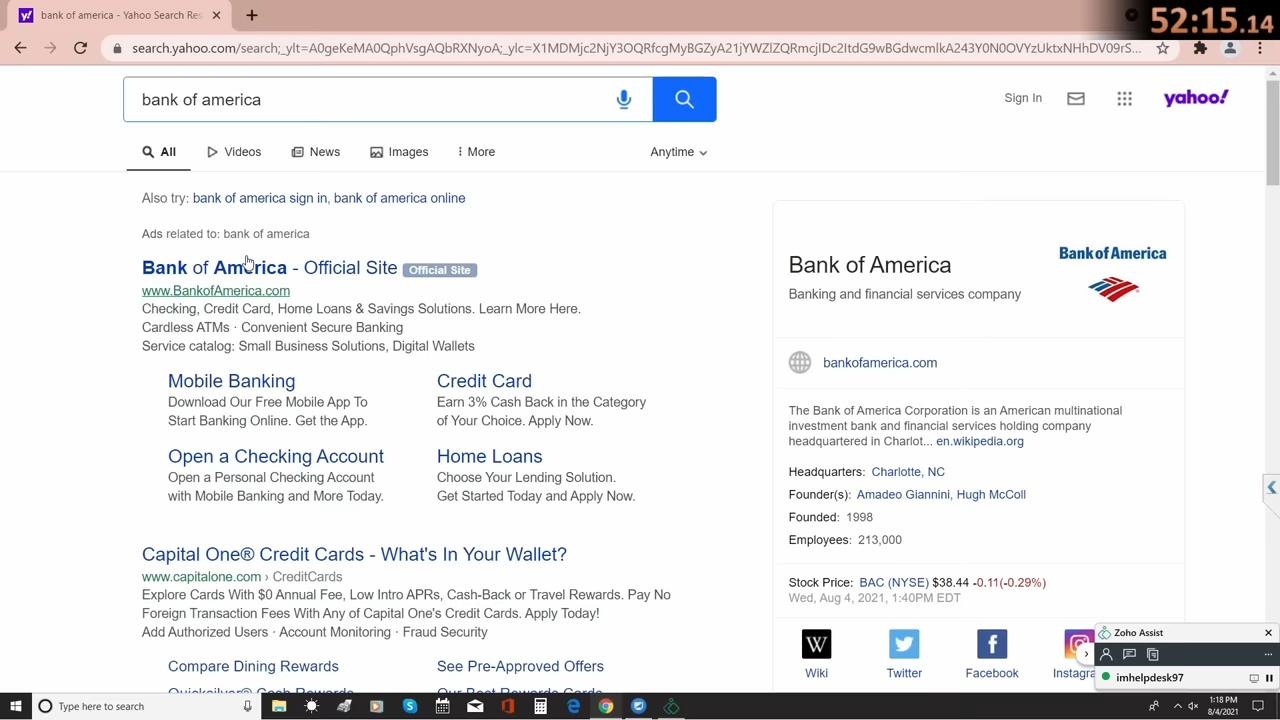 bank of america - Yahoo Search Res
52:15.14
search.yahoo.com/search;_ylt=A0geKeMA0QphVsgAQbRXNyoA;_ylc=X1MDMjc2NjY3OQRfcgMyBGZyA21jYWZlZQRmcjIDc2ItdG9wBGdwcmlkA243Y0N0OVYzUktxNHhDV09rS...
bank of america
Sign In
yahoo!
All
Videos
News
Images
More
Anytime
Also try: bank of america sign in, bank of america online
Ads related to: bank of america
Bank of America - Official Site Official Site
www.BankofAmerica.com
Checking, Credit Card, Home Loans & Savings Solutions. Learn More Here.
Cardless ATMs · Convenient Secure Banking
Service catalog: Small Business Solutions, Digital Wallets
Mobile Banking
Download Our Free Mobile App To
Start Banking Online. Get the App.
Credit Card
Earn 3% Cash Back in the Category
of Your Choice. Apply Now.
Open a Checking Account
Open a Personal Checking Account
with Mobile Banking and More Today.
Home Loans
Choose Your Lending Solution.
Get Started Today and Apply Now.
Capital One® Credit Cards - What's In Your Wallet?
www.capitalone.com › CreditCards
Explore Cards With $0 Annual Fee, Low Intro APRs, Cash-Back or Travel Rewards. Pay No
Foreign Transaction Fees With Any of Capital One's Credit Cards. Apply Today!
Add Authorized Users · Account Monitoring · Fraud Security
Compare Dining Rewards
See Pre-Approved Offers
Quicksilver® Cash Rewards
Our Best Rewards Cards
Bank of America
Banking and financial services company
Bank of America
bankofamerica.com
The Bank of America Corporation is an American multinational
investment bank and financial services holding company
headquartered in Charlot... en.wikipedia.org
Headquarters: Charlotte, NC
Founder(s): Amadeo Giannini, Hugh McColl
Founded: 1998
Employees: 213,000
Stock Price: BAC (NYSE) $38.44 -0.11(-0.29%)
Wed, Aug 4, 2021, 1:40PM EDT
W
Wiki
Twitter
Facebook
Instagra
Zoho Assist
imhelpdesk97
Type here to search
1:18 PM
8/4/2021